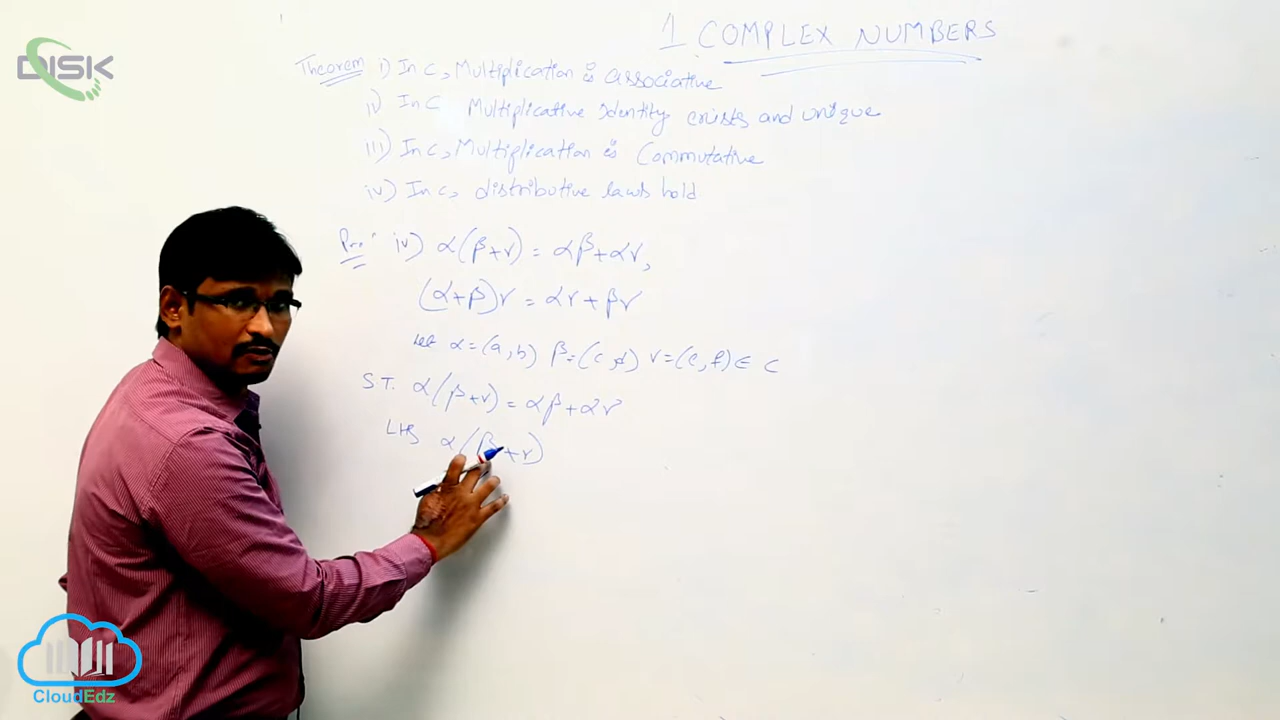 DISK
1 COMPLEX NUMBERS
Theorem i) In C, Multiplication is associative
ii) In C Multiplicative identity exists and unique
iii) In C, Multiplication is Commutative
iv) In C, distributive laws hold
Proof iv) α(β+γ) = αβ+αγ,
(α+β)γ = αγ+βγ
Let α=(a,b) β=(c,d) γ=(e,f) ∈ C
S.T. α(β+γ) = αβ+αγ
LHS α(β+γ)
CloudEdz